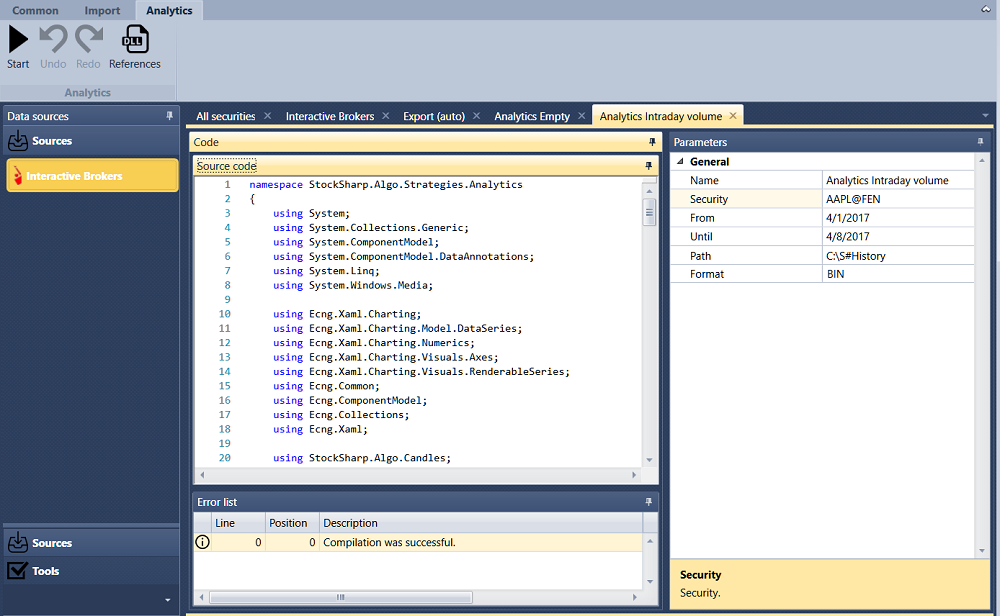 Common Import Analytics
DLL
Start Undo Redo References
Analytics
Data sources
Sources
Interactive Brokers
Sources
Tools
All securities Interactive Brokers Export (auto) Analytics Empty Analytics Intraday volume
Code
Source code
1 namespace StockSharp.Algo.Strategies.Analytics
2 {
3 using System;
4 using System.Collections.Generic;
5 using System.ComponentModel;
6 using System.ComponentModel.DataAnnotations;
7 using System.Linq;
8 using System.Windows.Media;
9
10 using Ecng.Xaml.Charting;
11 using Ecng.Xaml.Charting.Model.DataSeries;
12 using Ecng.Xaml.Charting.Numerics;
13 using Ecng.Xaml.Charting.Visuals.Axes;
14 using Ecng.Xaml.Charting.Visuals.RenderableSeries;
15 using Ecng.Common;
16 using Ecng.ComponentModel;
17 using Ecng.Collections;
18 using Ecng.Xaml;
19
20 using StockSharp.Algo.Candles;
Error list
Line Position Description
0 0 Compilation was successful.
Parameters
General
Name Analytics Intraday volume
Security AAPL@FEN
From 4/1/2017
Until 4/8/2017
Path C:\S#History
Format BIN
Security
Security.